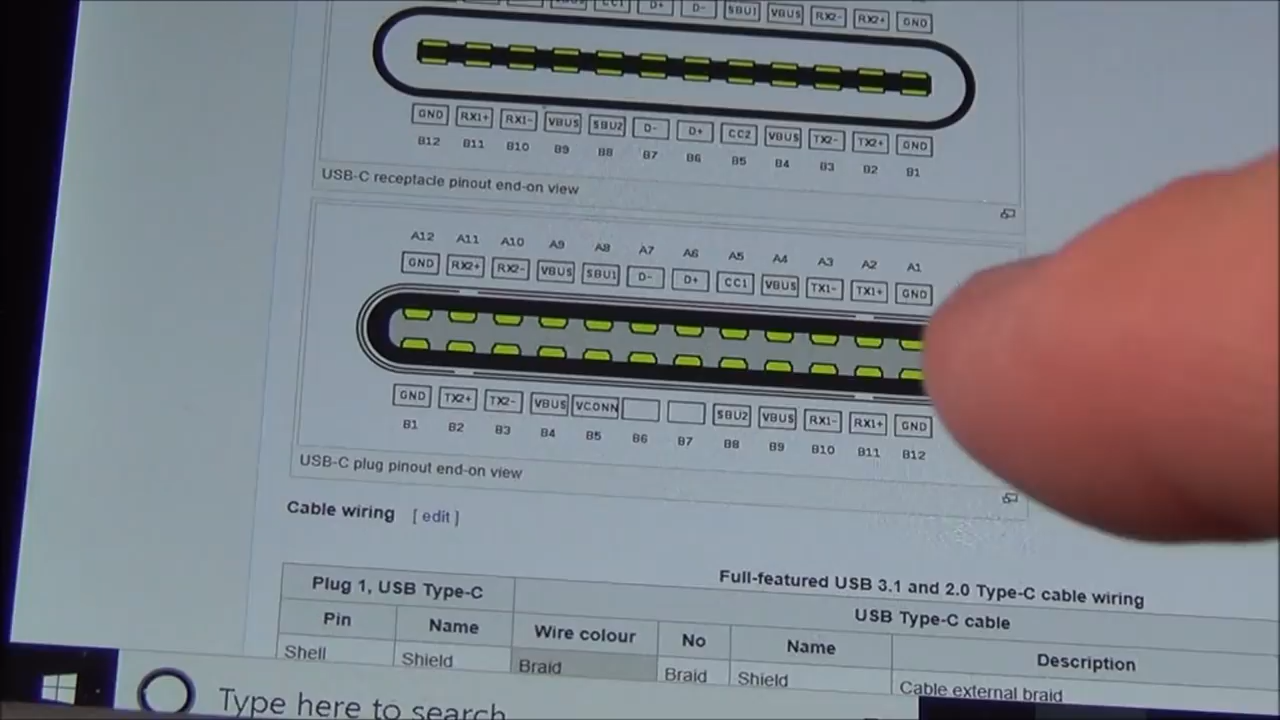 CC1 D+ D- SBU1 VBUS RX2- RX2+ GND
GND RX1+ RX1- VBUS SBU2 D- D+ CC2 VBUS TX2- TX2+ GND
B12 B11 B10 B9 B8 B7 B6 B5 B4 B3 B2 B1
USB-C receptacle pinout end-on view
A12 A11 A10 A9 A8 A7 A6 A5 A4 A3 A2 A1
GND RX2+ RX2- VBUS SBU1 D- D+ CC1 VBUS TX1- TX1+ GND
GND TX2+ TX2- VBUS VCONN SBU2 VBUS RX1- RX1+ GND
B1 B2 B3 B4 B5 B6 B7 B8 B9 B10 B11 B12
USB-C plug pinout end-on view
Cable wiring [ edit ]
Full-featured USB 3.1 and 2.0 Type-C cable wiring
Plug 1, USB Type-C USB Type-C cable
Pin Name Wire colour No Name Description
Shell Shield Braid Braid Shield Cable external braid
Type here to search